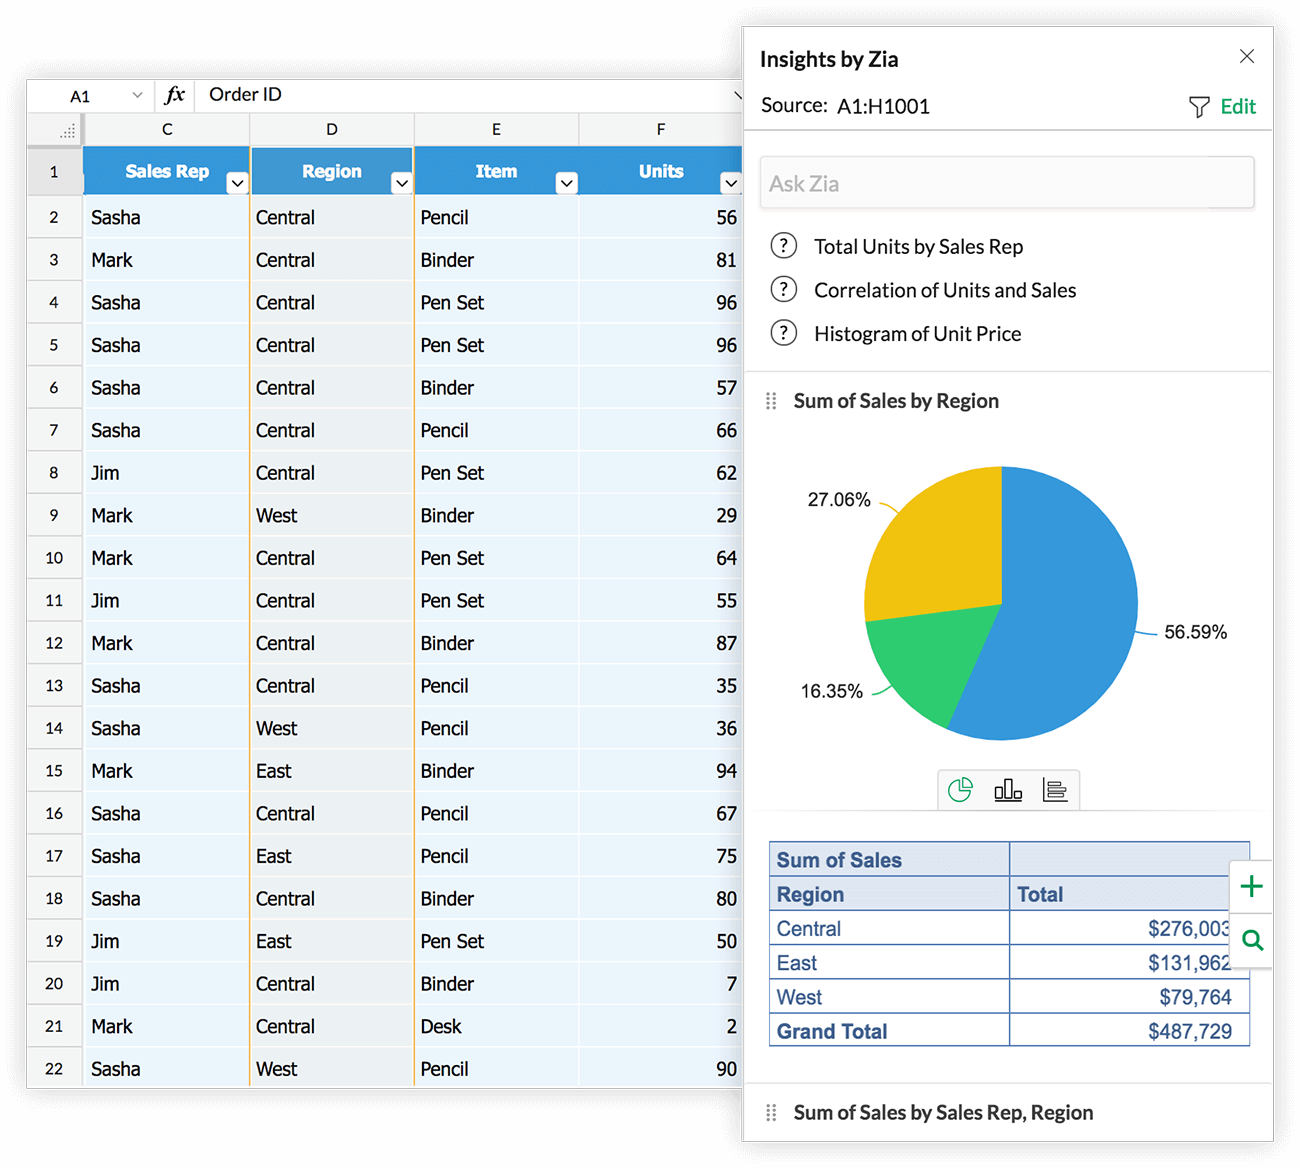 A1 fx Order ID
C D E F
1 Sales Rep Region Item Units
2 Sasha Central Pencil 56
3 Mark Central Binder 81
4 Sasha Central Pen Set 96
5 Sasha Central Pen Set 96
6 Sasha Central Binder 57
7 Sasha Central Pencil 66
8 Jim Central Pen Set 62
9 Mark West Binder 29
10 Mark Central Pen Set 64
11 Jim Central Pen Set 55
12 Mark Central Binder 87
13 Sasha Central Pencil 35
14 Sasha West Pencil 36
15 Mark East Binder 94
16 Sasha Central Pencil 67
17 Sasha East Pencil 75
18 Sasha Central Binder 80
19 Jim East Pen Set 50
20 Jim Central Binder 7
21 Mark Central Desk 2
22 Sasha West Pencil 90
Insights by Zia
Source: A1:H1001 Edit
Ask Zia
? Total Units by Sales Rep
? Correlation of Units and Sales
? Histogram of Unit Price
Sum of Sales by Region
27.06%
56.59%
16.35%
Sum of Sales
Region Total
Central $276,003
East $131,962
West $79,764
Grand Total $487,729
Sum of Sales by Sales Rep, Region